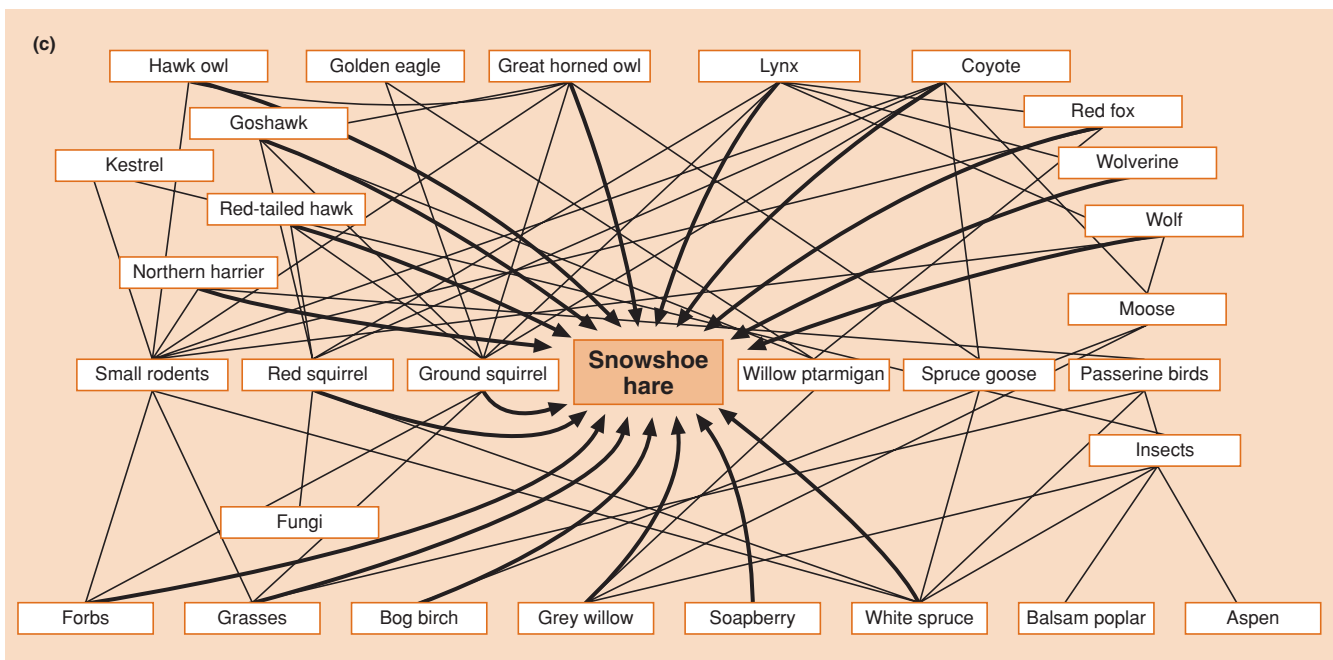 (c)
Hawk owl
Golden eagle
Great horned owl
Lynx
Coyote
Red fox
Goshawk
Kestrel
Wolverine
Red-tailed hawk
Wolf
Northern harrier
Moose
Small rodents
Red squirrel
Ground squirrel
Snowshoe
hare
Willow ptarmigan
Spruce goose
Passerine birds
Insects
Fungi
Forbs
Grasses
Bog birch
Grey willow
Soapberry
White spruce
Balsam poplar
Aspen